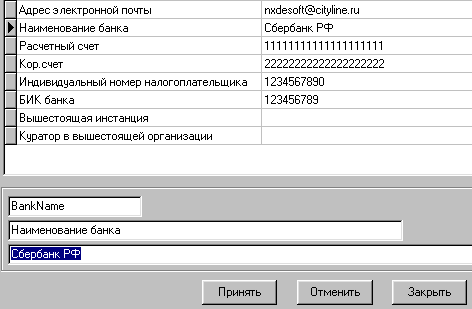 Адрес электронной почты nxdesoft@cityline.ru
Наименование банка Сбербанк РФ
Расчетный счет 11111111111111111111
Кор.счет 22222222222222222222
Индивидуальный номер налогоплательщика 1234567890
БИК банка 123456789
Вышестоящая инстанция
Куратор в вышестоящей организации
BankName
Наименование банка
Сбербанк РФ
Принять Отменить Закрыть